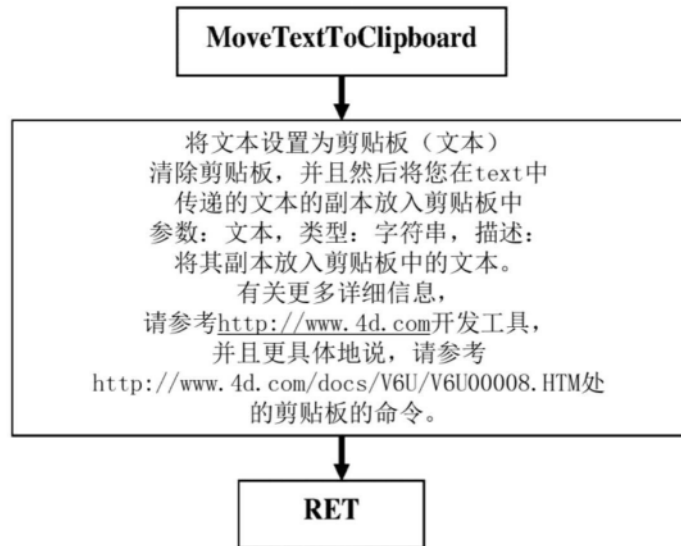 MoveTextToClipboard
将文本设置为剪贴板（文本）
清除剪贴板，并且然后将您在text中
传递的文本的副本放入剪贴板中
参数：文本，类型：字符串，描述：
将其副本放入剪贴板中的文本。
有关更多详细信息，
请参考http://www.4d.com开发工具，
并且更具体地说，请参考
http://www.4d.com/docs/V6U/V6U00008.HTM处
的剪贴板的命令。
RET